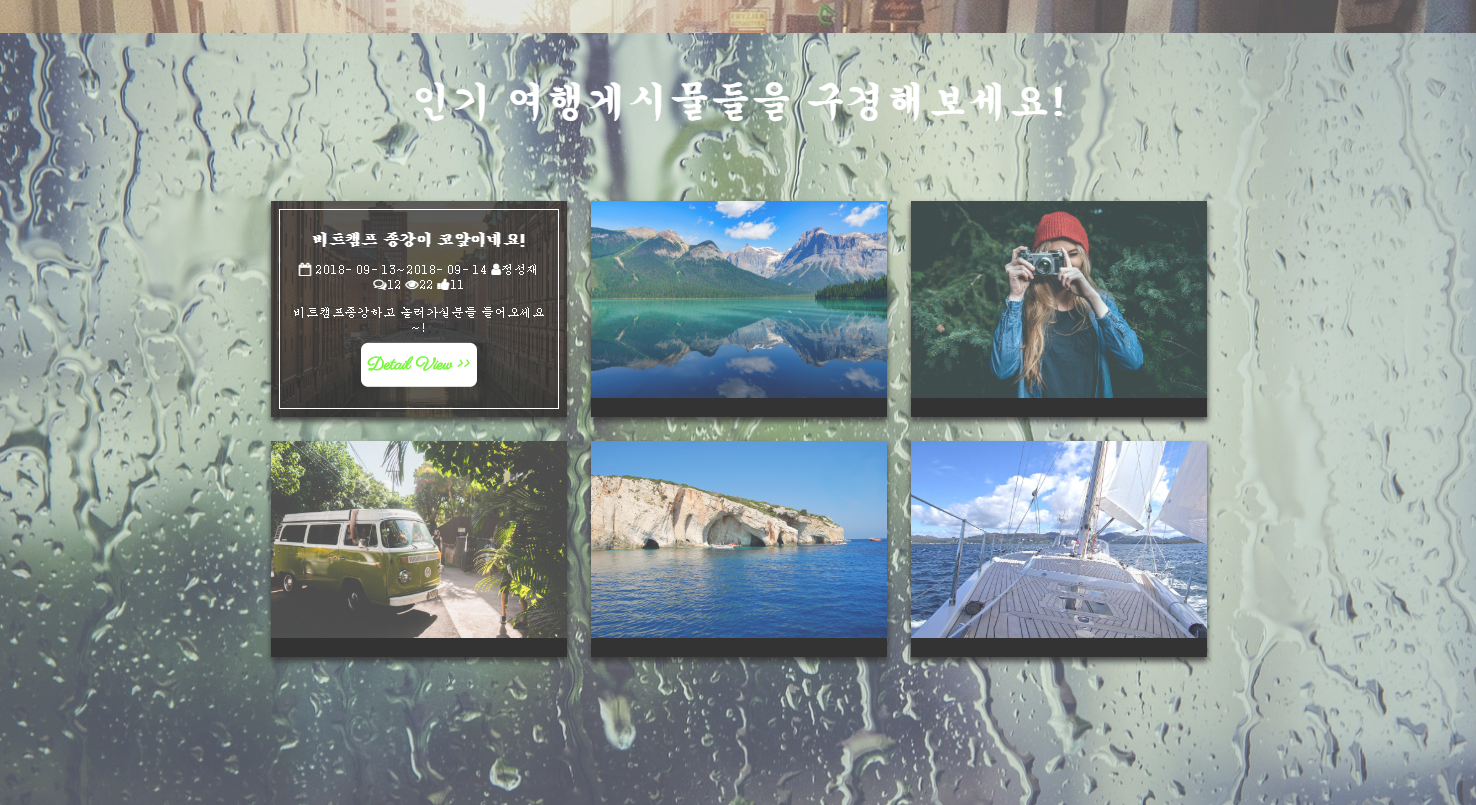 인기 여행게시물들을 구경해보세요!
비트캠프 종강이 코앞이네요!
2018-09-13~2018-09-14 정성재
12 22 11
비트캠프종강하고 놀러가실분들 들어오세요
~!
Detail View >>